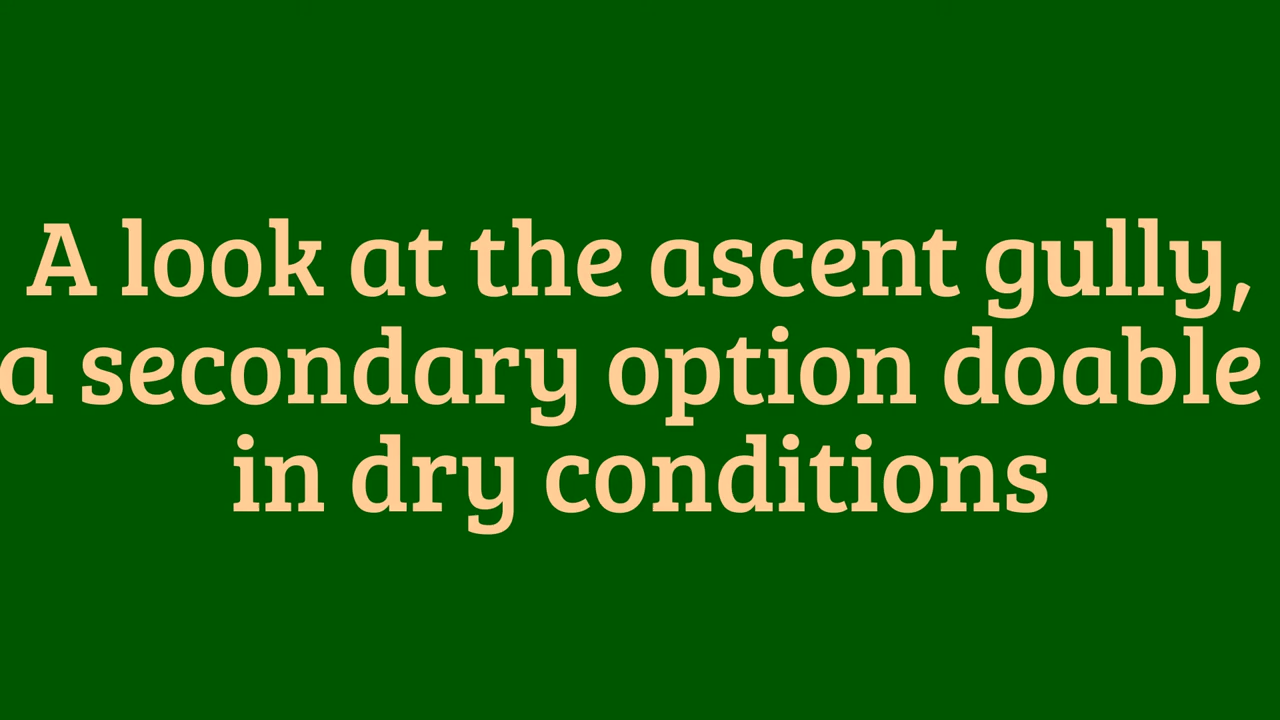 A look at the ascent gully,
a secondary option doable
in dry conditions